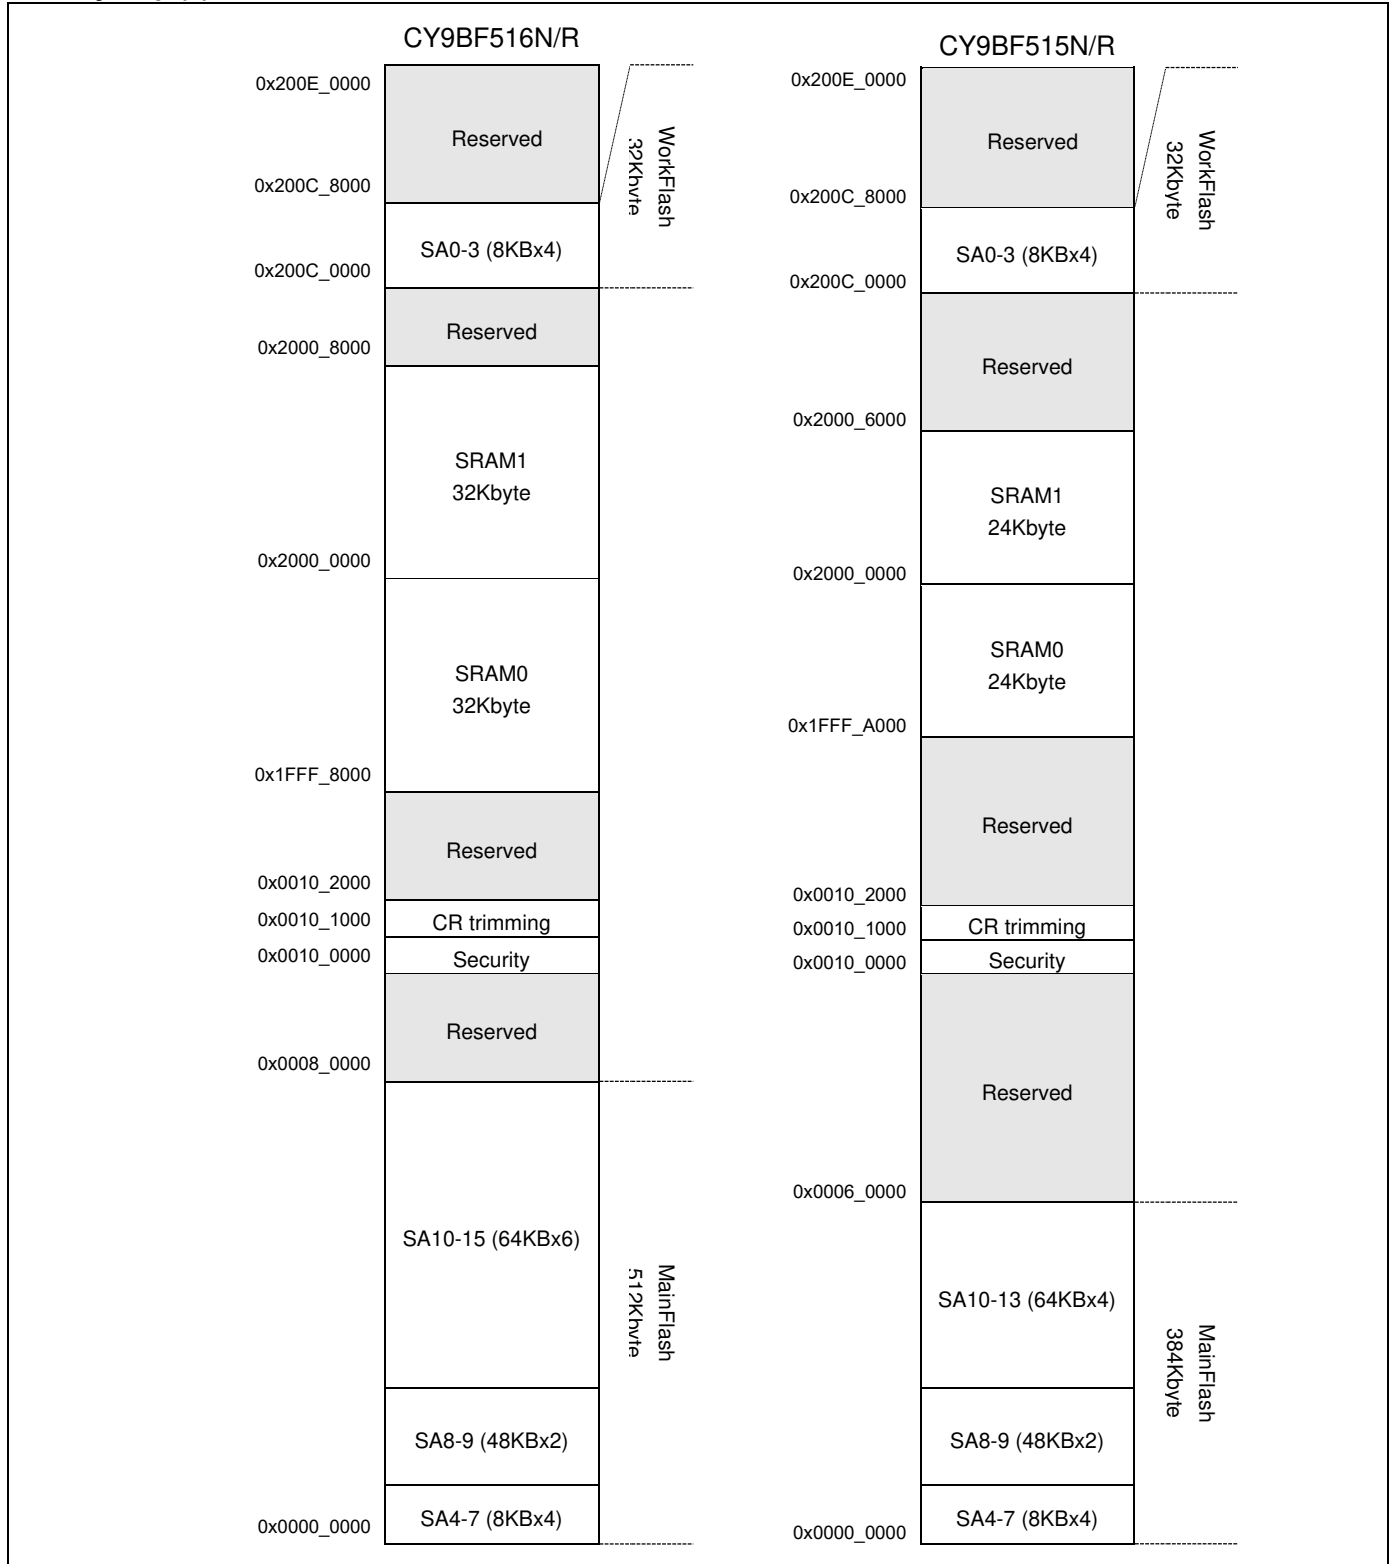 CY9BF516N/R
0x200E_0000
Reserved
0x200C_8000
SA0-3 (8KBx4)
0x200C_0000
Reserved
0x2000_8000
SRAM1
32Kbyte
0x2000_0000
SRAM0
32Kbyte
0x1FFF_8000
Reserved
0x0010_2000
0x0010_1000
CR trimming
0x0010_0000
Security
Reserved
0x0008_0000
SA10-15 (64KBx6)
SA8-9 (48KBx2)
SA4-7 (8KBx4)
0x0000_0000
WorkFlash
32Kbyte
MainFlash
512Kbyte
CY9BF515N/R
0x200E_0000
Reserved
0x200C_8000
SA0-3 (8KBx4)
0x200C_0000
Reserved
0x2000_6000
SRAM1
24Kbyte
0x2000_0000
SRAM0
24Kbyte
0x1FFF_A000
Reserved
0x0010_2000
0x0010_1000
CR trimming
0x0010_0000
Security
Reserved
0x0006_0000
SA10-13 (64KBx4)
SA8-9 (48KBx2)
SA4-7 (8KBx4)
0x0000_0000
WorkFlash
32Kbyte
MainFlash
384Kbyte